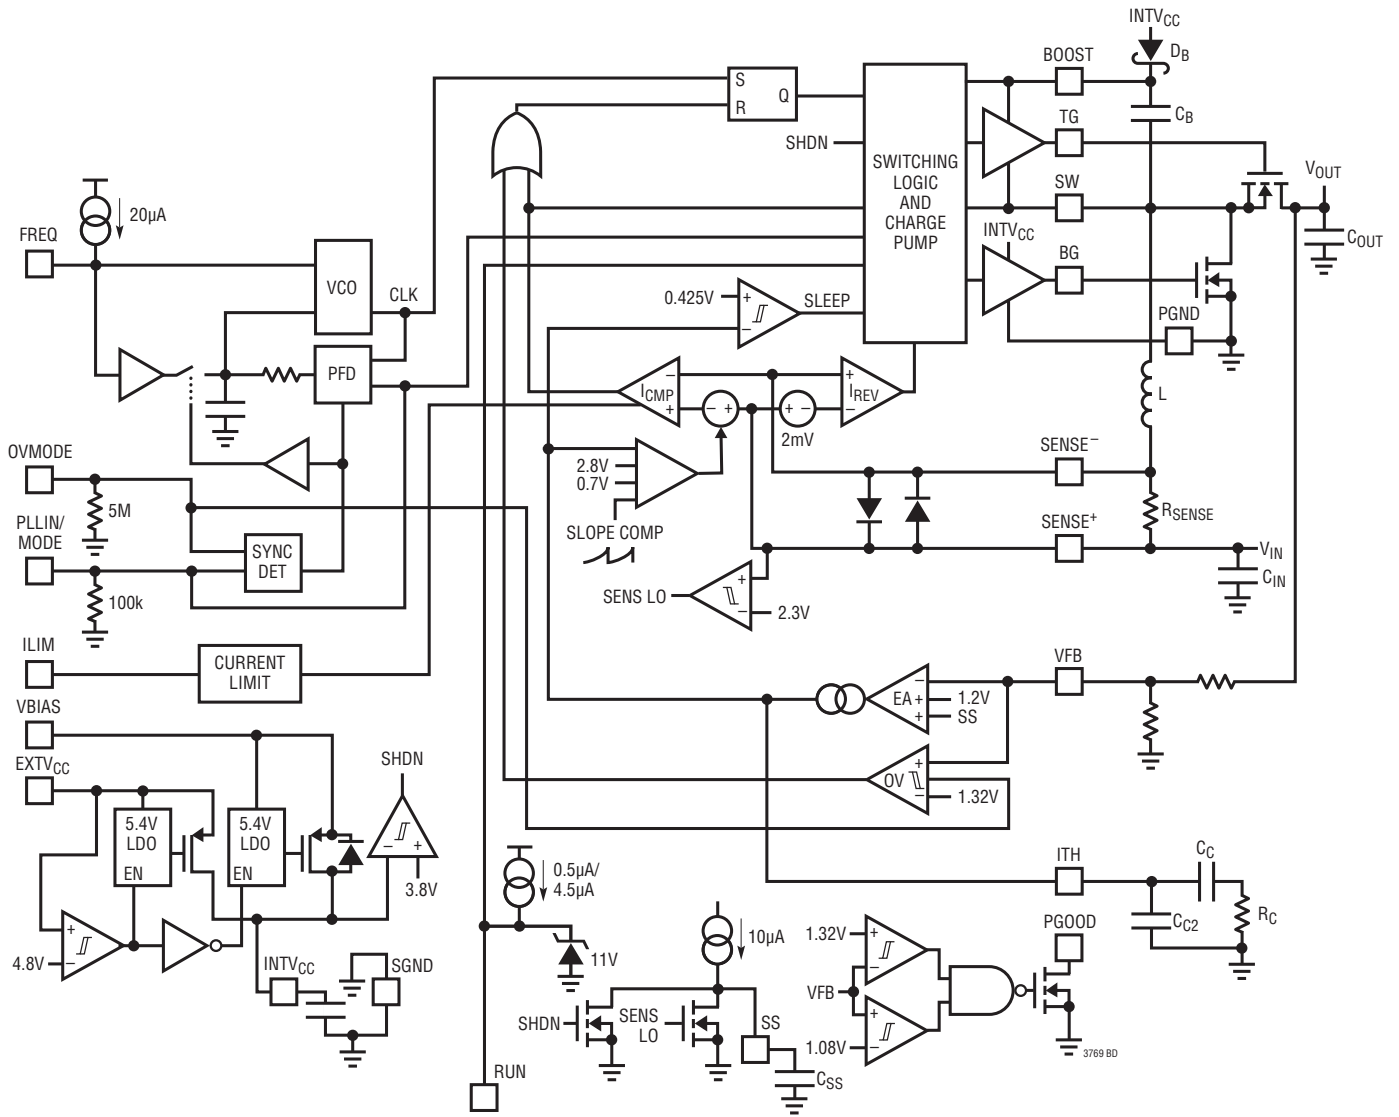 INTVCC
DB
BOOST
CB
TG
VOUT
SW
COUT
INTVCC
BG
PGND
S
R
Q
SHDN
SWITCHING
LOGIC
AND
CHARGE
PUMP
20µA
FREQ
VCO
CLK
PFD
0.425V
+
−
SLEEP
−
ICMP
+
− +
+ −
2mV
+
IREV
−
L
OVMODE
5M
PLLIN/
MODE
100k
SYNC
DET
2.8V
0.7V
SLOPE COMP
SENSE−
RSENSE
SENSE+
VIN
CIN
SENS LO
+
−
2.3V
ILIM
CURRENT
LIMIT
VFB
−
EA +
+
1.2V
SS
+
OV
−
1.32V
VBIAS
EXTVCC
SHDN
5.4V
LDO
EN
5.4V
LDO
EN
−
+
3.8V
+
−
4.8V
INTVCC
SGND
0.5µA/
4.5µA
11V
10µA
SHDN
SENS
LO
SS
CSS
RUN
ITH
CC
RC
CC2
PGOOD
1.32V
+
−
VFB
+
−
1.08V
3769 BD